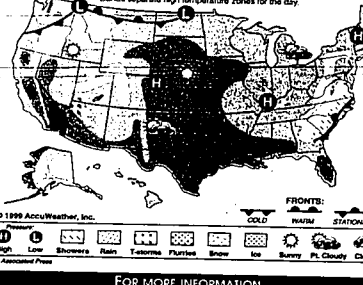 separate high temperature zones for the day.
L
L
H
H
H
FRONTS:
COLD WARM STATION
© 1999 AccuWeather, Inc.
Pressure:
H L
High Low Showers Rain T-storms Flurries Snow Ice Sunny Pt. Cloudy
Associated Press
FOR MORE INFORMATION